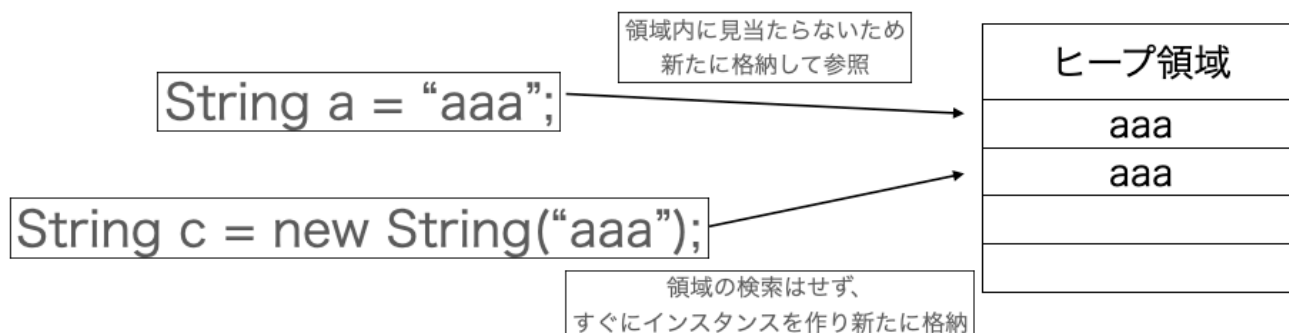 領域内に見当たらないため
新たに格納して参照
String a = “aaa”;
ヒープ領域
aaa
aaa
String c = new String(“aaa”);
領域の検索はせず、
すぐにインスタンスを作り新たに格納